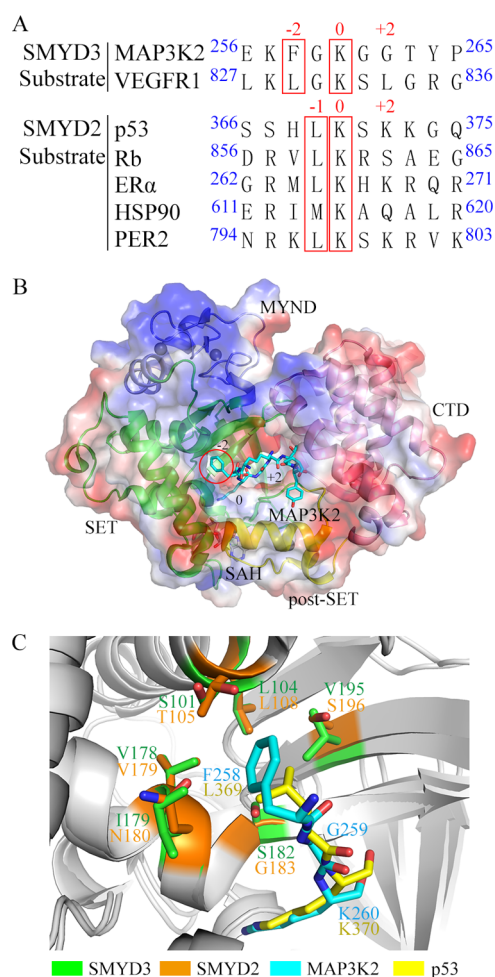 A
-2 0 +2
SMYD3 MAP3K2 256 E K F G K G G T Y P 265
Substrate VEGFR1 827 L K L G K S L G R G 836
-1 0 +2
SMYD2 p53 366 S S H L K S K K G Q 375
Substrate Rb 856 D R V L K R S A E G 865
ERα 262 G R M L K H K R Q R 271
HSP90 611 E R I M K A Q A L R 620
PER2 794 N R K L K S K R V K 803
B
MYND
CTD
-2
0
+2
MAP3K2
SET
SAH
post-SET
C
S101
T105
L104
L108
V195
S196
V178
V179
F258
L369
I179
N180
S182
G183
G259
K260
K370
SMYD3 SMYD2 MAP3K2 p53